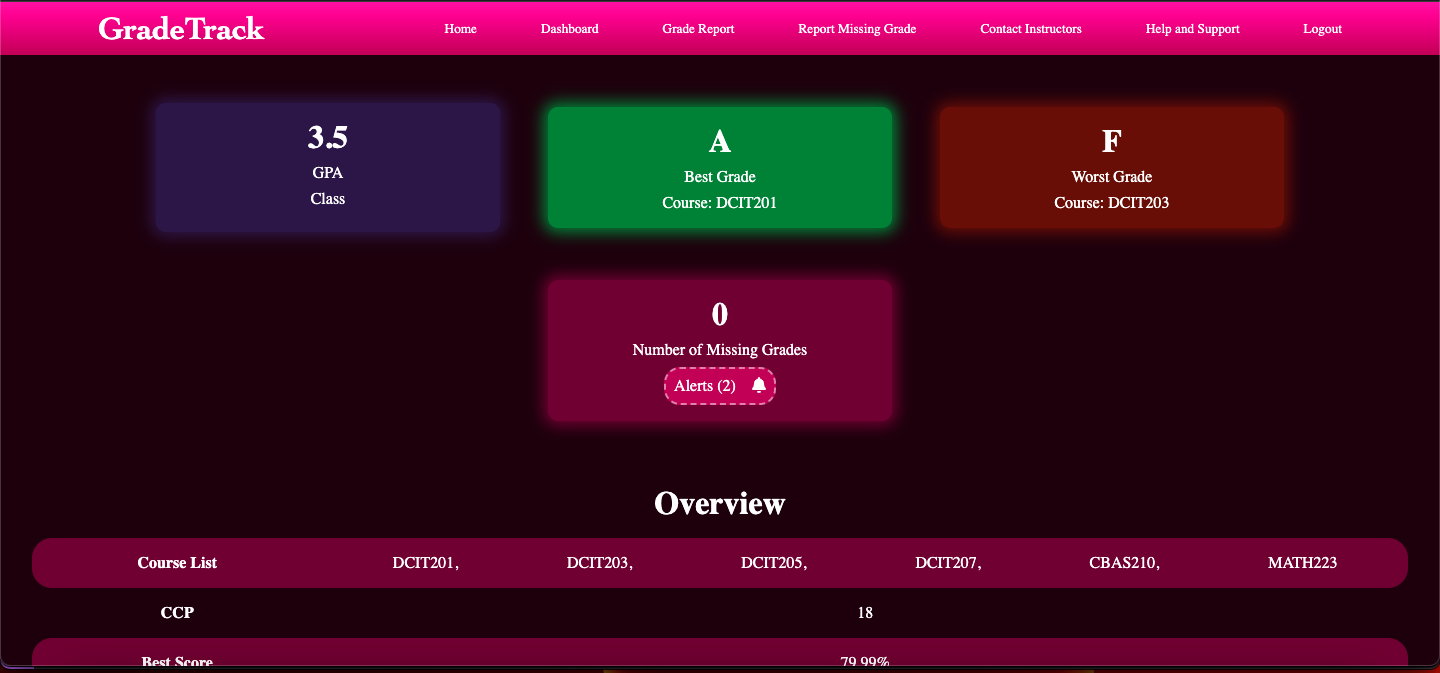 GradeTrack Home Dashboard Grade Report Report Missing Grade Contact Instructors Help and Support Logout
3.5
GPA
Class
A
Best Grade
Course: DCIT201
F
Worst Grade
Course: DCIT203
0
Number of Missing Grades
Alerts (2)
Overview
Course List DCIT201, DCIT203, DCIT205, DCIT207, CBAS210, MATH223
CCP 18
Best Score 79.99%